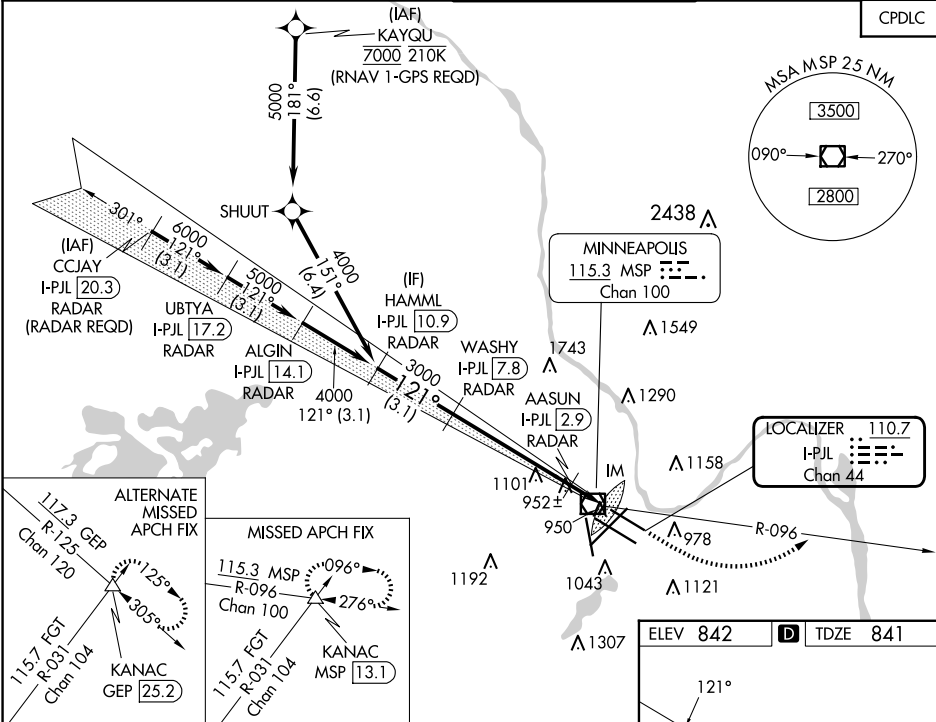 CPDLC
(IAF)
KAYQU
7000 210K
(RNAV 1-GPS REQD)
5000
181°
(6.6)
MSA MSP 25 NM
3500
090°
270°
2800
SHUUT
4000
151°
(6.4)
2438
MINNEAPOLIS
115.3 MSP
Chan 100
301°
6000
121°
(3.1)
(IAF)
CCJAY
I-PJL 20.3
RADAR
(RADAR REQD)
5000
121°
(3.1)
UBTYA
I-PJL 17.2
RADAR
ALGIN
I-PJL 14.1
RADAR
4000
121° (3.1)
(IF)
HAMML
I-PJL 10.9
RADAR
3000
121°
(3.1)
WASHY
I-PJL 7.8
RADAR
1743
1549
1290
AASUN
I-PJL 2.9
RADAR
LOCALIZER 110.7
I-PJL
Chan 44
1158
IM
1101
952±
950
978
R-096
1192
1043
1121
1307
ALTERNATE
MISSED
APCH FIX
117.3 GEP
R-125
Chan 120
125°
305°
115.7 FGT
R-031
Chan 104
KANAC
GEP 25.2
MISSED APCH FIX
115.3 MSP
R-096
Chan 100
096°
276°
115.7 FGT
R-031
Chan 104
KANAC
MSP 13.1
ELEV 842
D
TDZE 841
121°